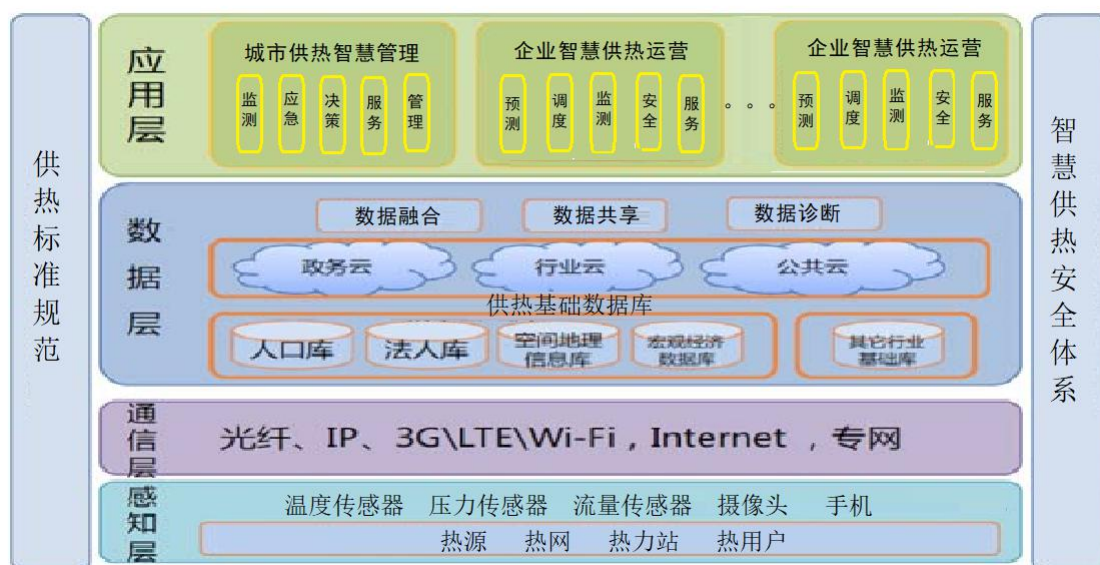 供热标准规范
应用层
城市供热智慧管理
监测
应急
决策
服务
管理
企业智慧供热运营
预测
调度
监测
安全
服务
。。。
企业智慧供热运营
预测
调度
监测
安全
服务
数据层
数据融合
数据共享
数据诊断
政务云
行业云
公共云
供热基础数据库
人口库
法人库
空间地理
信息库
宏观经济
数据库
其它行业
基础库
通信层
光纤、IP、3G\LTE\Wi-Fi，Internet ，专网
感知层
温度传感器 压力传感器 流量传感器 摄像头 手机
热源 热网 热力站 热用户
智慧供热安全体系